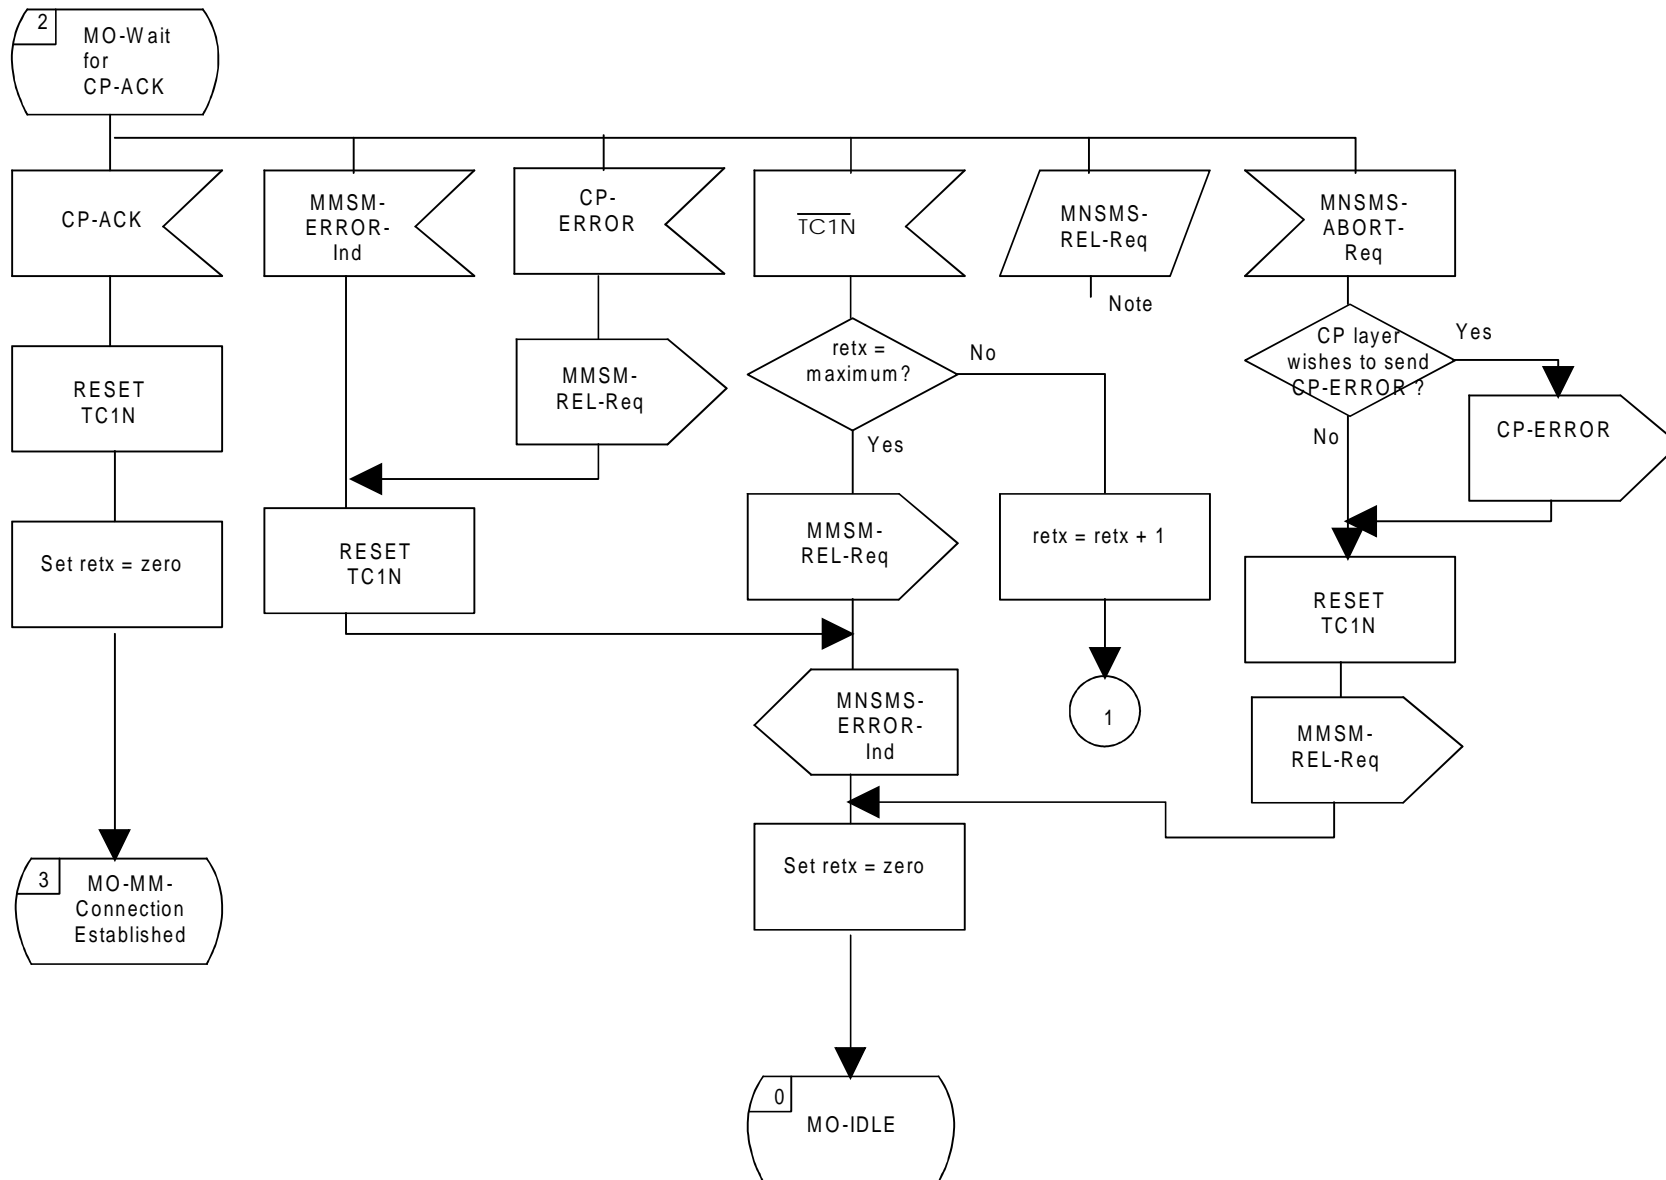 2
MO-Wait
for
CP-ACK
CP-ACK
MMSM-
ERROR-
Ind
CP-
ERROR
TC1N
MNSMS-
REL-Req
Note
MNSMS-
ABORT-
Req
RESET
TC1N
MMSM-
REL-Req
retx =
maximum?
No
Yes
CP layer
wishes to send
CP-ERROR ?
Yes
No
CP-ERROR
Set retx = zero
RESET
TC1N
MMSM-
REL-Req
retx = retx + 1
RESET
TC1N
MNSMS-
ERROR-
Ind
1
MMSM-
REL-Req
3
MO-MM-
Connection
Established
Set retx = zero
0
MO-IDLE